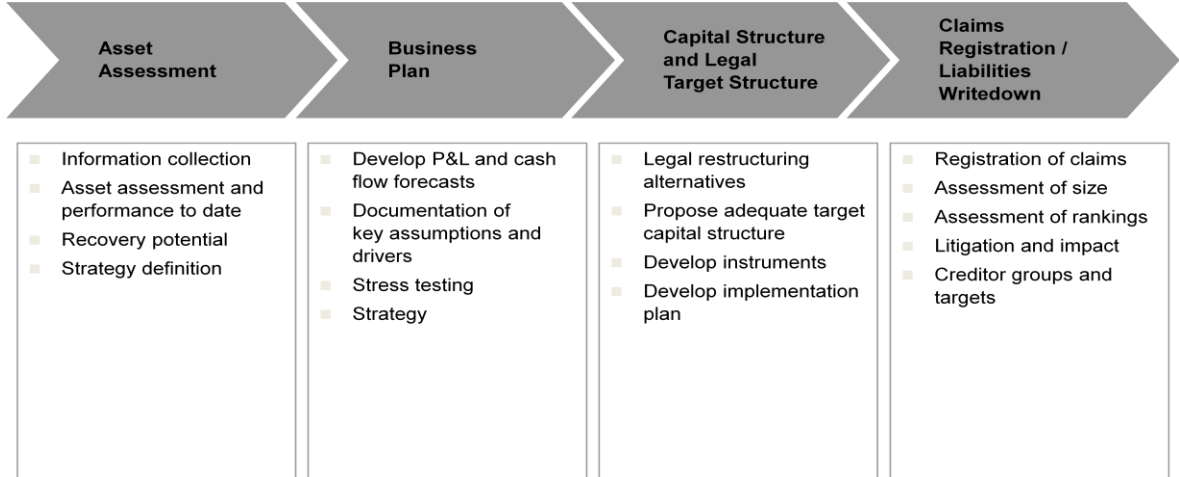 Asset
Assessment
Business
Plan
Capital Structure
and Legal
Target Structure
Claims
Registration /
Liabilities
Writedown
Information collection
Asset assessment and
performance to date
Recovery potential
Strategy definition
Develop P&L and cash
flow forecasts
Documentation of
key assumptions and
drivers
Stress testing
Strategy
Legal restructuring
alternatives
Propose adequate target
capital structure
Develop instruments
Develop implementation
plan
Registration of claims
Assessment of size
Assessment of rankings
Litigation and impact
Creditor groups and
targets